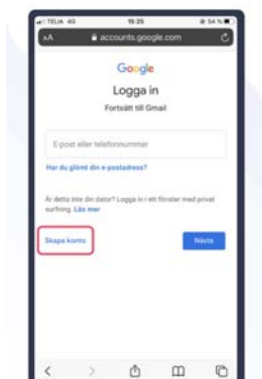 TELIA 4G 15:25 54 %
AA accounts.google.com
Google
Logga in
Fortsätt till Gmail
E-post eller telefonnummer
Har du glömt din e-postadress?
Är detta inte din dator? Logga in i ett fönster med privat
surfning. Läs mer
Skapa konto Nästa